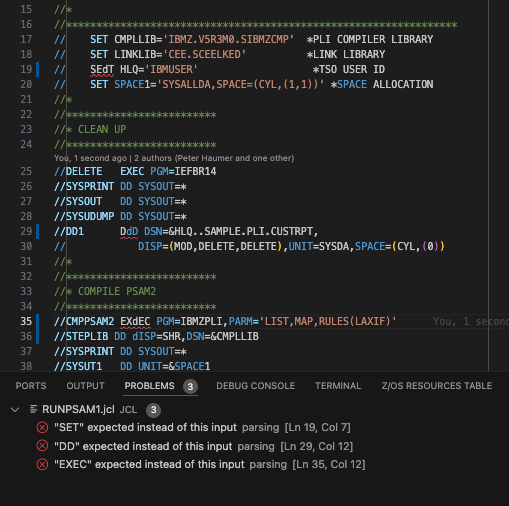 15 //*
16 //*****************************************************************
17 //    SET CMPLLIB='IBMZ.V5R3M0.SIBMZCMP'  *PLI COMPILER LIBRARY
18 //    SET LINKLIB='CEE.SCEELKED'          *LINK LIBRARY
19 //    SEdT HLQ='IBMUSER'                   *TSO USER ID
20 //    SET SPACE1='SYSALLDA,SPACE=(CYL,(1,1))' *SPACE ALLOCATION
21 //*
22 //*************************
23 //* CLEAN UP
24 //*************************
You, 1 second ago | 2 authors (Peter Haumer and one other)
25 //DELETE   EXEC PGM=IEFBR14
26 //SYSPRINT DD SYSOUT=*
27 //SYSOUT   DD SYSOUT=*
28 //SYSUDUMP DD SYSOUT=*
29 //DD1      DdD DSN=&HLQ..SAMPLE.PLI.CUSTRPT,
30 //            DISP=(MOD,DELETE,DELETE),UNIT=SYSDA,SPACE=(CYL,(0))
31 //*
32 //*************************
33 //* COMPILE PSAM2
34 //*************************
35 //CMPPSAM2 EXdEC PGM=IBMZPLI,PARM='LIST,MAP,RULES(LAXIF)'    You, 1 secon
36 //STEPLIB DD dISP=SHR,DSN=&CMPLLIB
37 //SYSPRINT DD SYSOUT=*
38 //SYSUT1   DD UNIT=&SPACE1
PORTS OUTPUT PROBLEMS 3 DEBUG CONSOLE TERMINAL Z/OS RESOURCES TABLE
RUNPSAM1.jcl JCL 3
"SET" expected instead of this input parsing [Ln 19, Col 7]
"DD" expected instead of this input parsing [Ln 29, Col 12]
"EXEC" expected instead of this input parsing [Ln 35, Col 12]